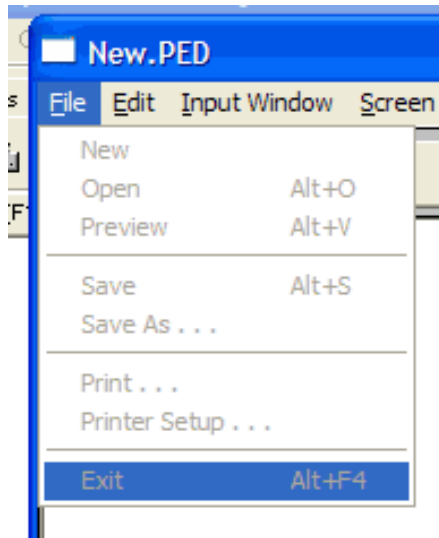 New.PED
File Edit Input Window Screen
New
Open Alt+O
Preview Alt+V
Save Alt+S
Save As . . .
Print . . .
Printer Setup . . .
Exit Alt+F4